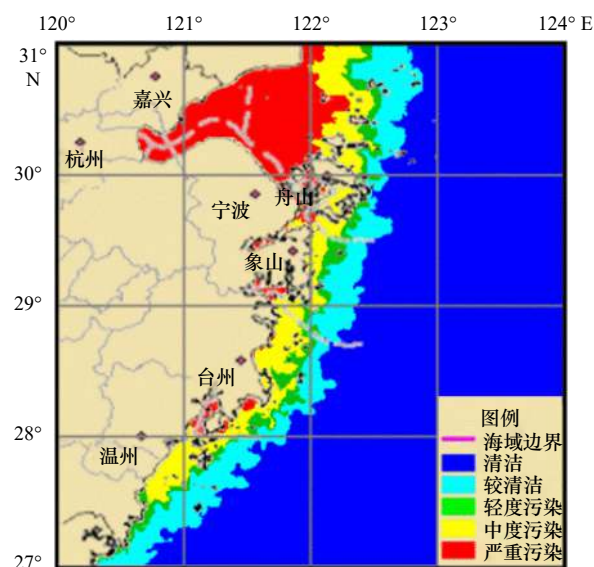 120° 121° 122° 123° 124° E
31°
N
嘉兴
杭州
30°
宁波
舟山
象山
29°
台州
28°
温州
27°
图例
海域边界
清洁
较清洁
轻度污染
中度污染
严重污染